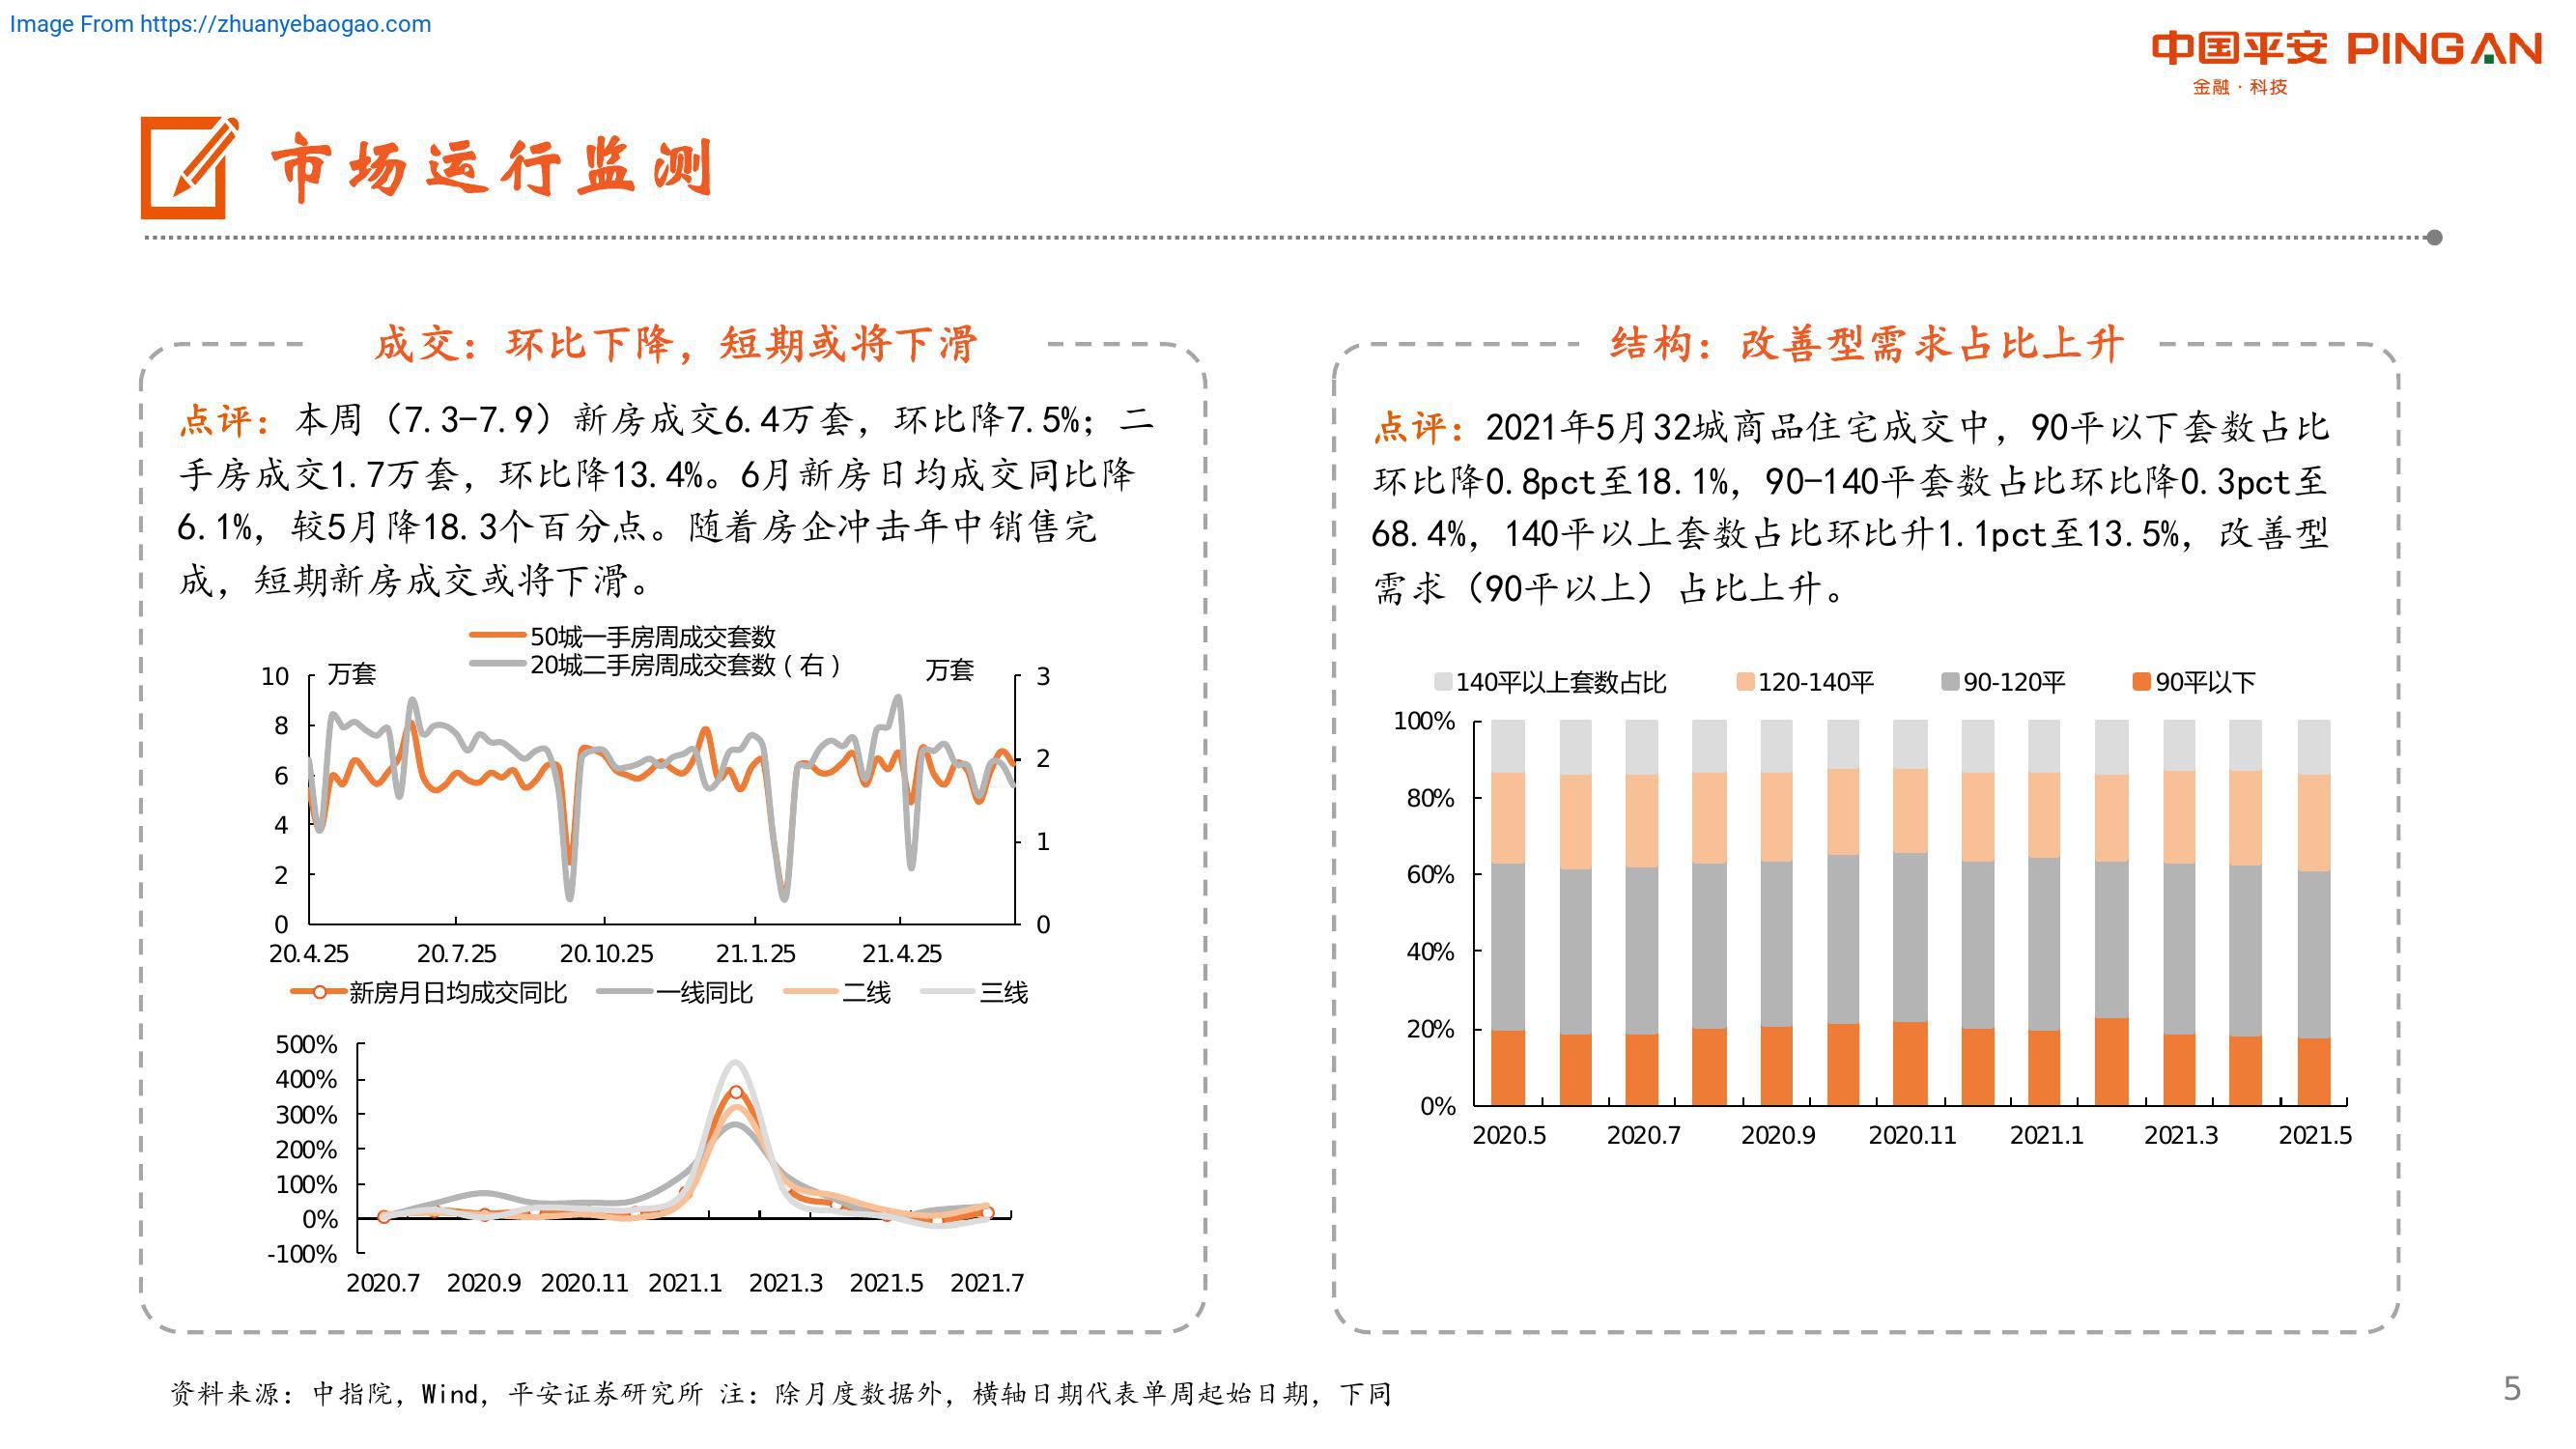 Image From https://zhuanyebaogao.com
中国平安 PINGAN
金融·科技
市场运行监测
成交：环比下降，短期或将下滑
点评：本周（7.3-7.9）新房成交6.4万套，环比降7.5%；二
手房成交1.7万套，环比降13.4%。6月新房日均成交同比降
6.1%，较5月降18.3个百分点。随着房企冲击年中销售完
成，短期新房成交或将下滑。
50城一手房周成交套数
20城二手房周成交套数（右）
万套
万套
10
8
6
4
2
0
3
2
1
0
20.4.25 20.7.25 20.10.25 21.1.25 21.4.25
新房月日均成交同比 一线同比 二线 三线
500%
400%
300%
200%
100%
0%
-100%
2020.7 2020.9 2020.11 2021.1 2021.3 2021.5 2021.7
结构：改善型需求占比上升
点评：2021年5月32城商品住宅成交中，90平以下套数占比
环比降0.8pct至18.1%，90-140平套数占比环比降0.3pct至
68.4%，140平以上套数占比环比升1.1pct至13.5%，改善型
需求（90平以上）占比上升。
140平以上套数占比 120-140平 90-120平 90平以下
100%
80%
60%
40%
20%
0%
2020.5 2020.7 2020.9 2020.11 2021.1 2021.3 2021.5
资料来源：中指院，Wind，平安证券研究所 注：除月度数据外，横轴日期代表单周起始日期，下同
5